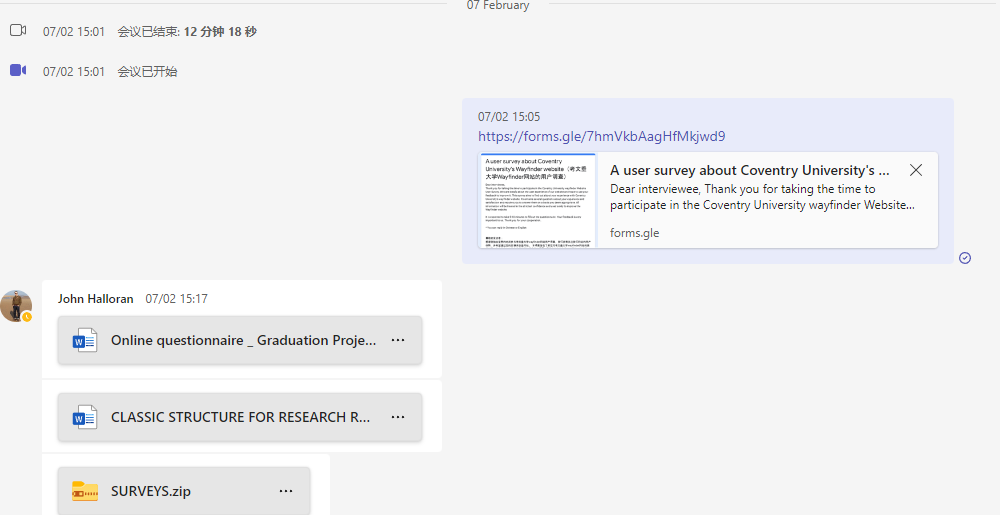 07 February
07/02 15:01 会议已结束: 12 分钟 18 秒
07/02 15:01 会议已开始
07/02 15:05
https://forms.gle/7hmVkbAagHfMkjwd9
A user survey about Coventry
University's Wayfinder website（考文垂
大学Wayfinder网站的用户调查）
A user survey about Coventry University's ...
Dear interviewee, Thank you for taking the time to
participate in the Coventry University wayfinder Website...
forms.gle
John Halloran 07/02 15:17
Online questionnaire _ Graduation Proje...
CLASSIC STRUCTURE FOR RESEARCH R...
SURVEYS.zip